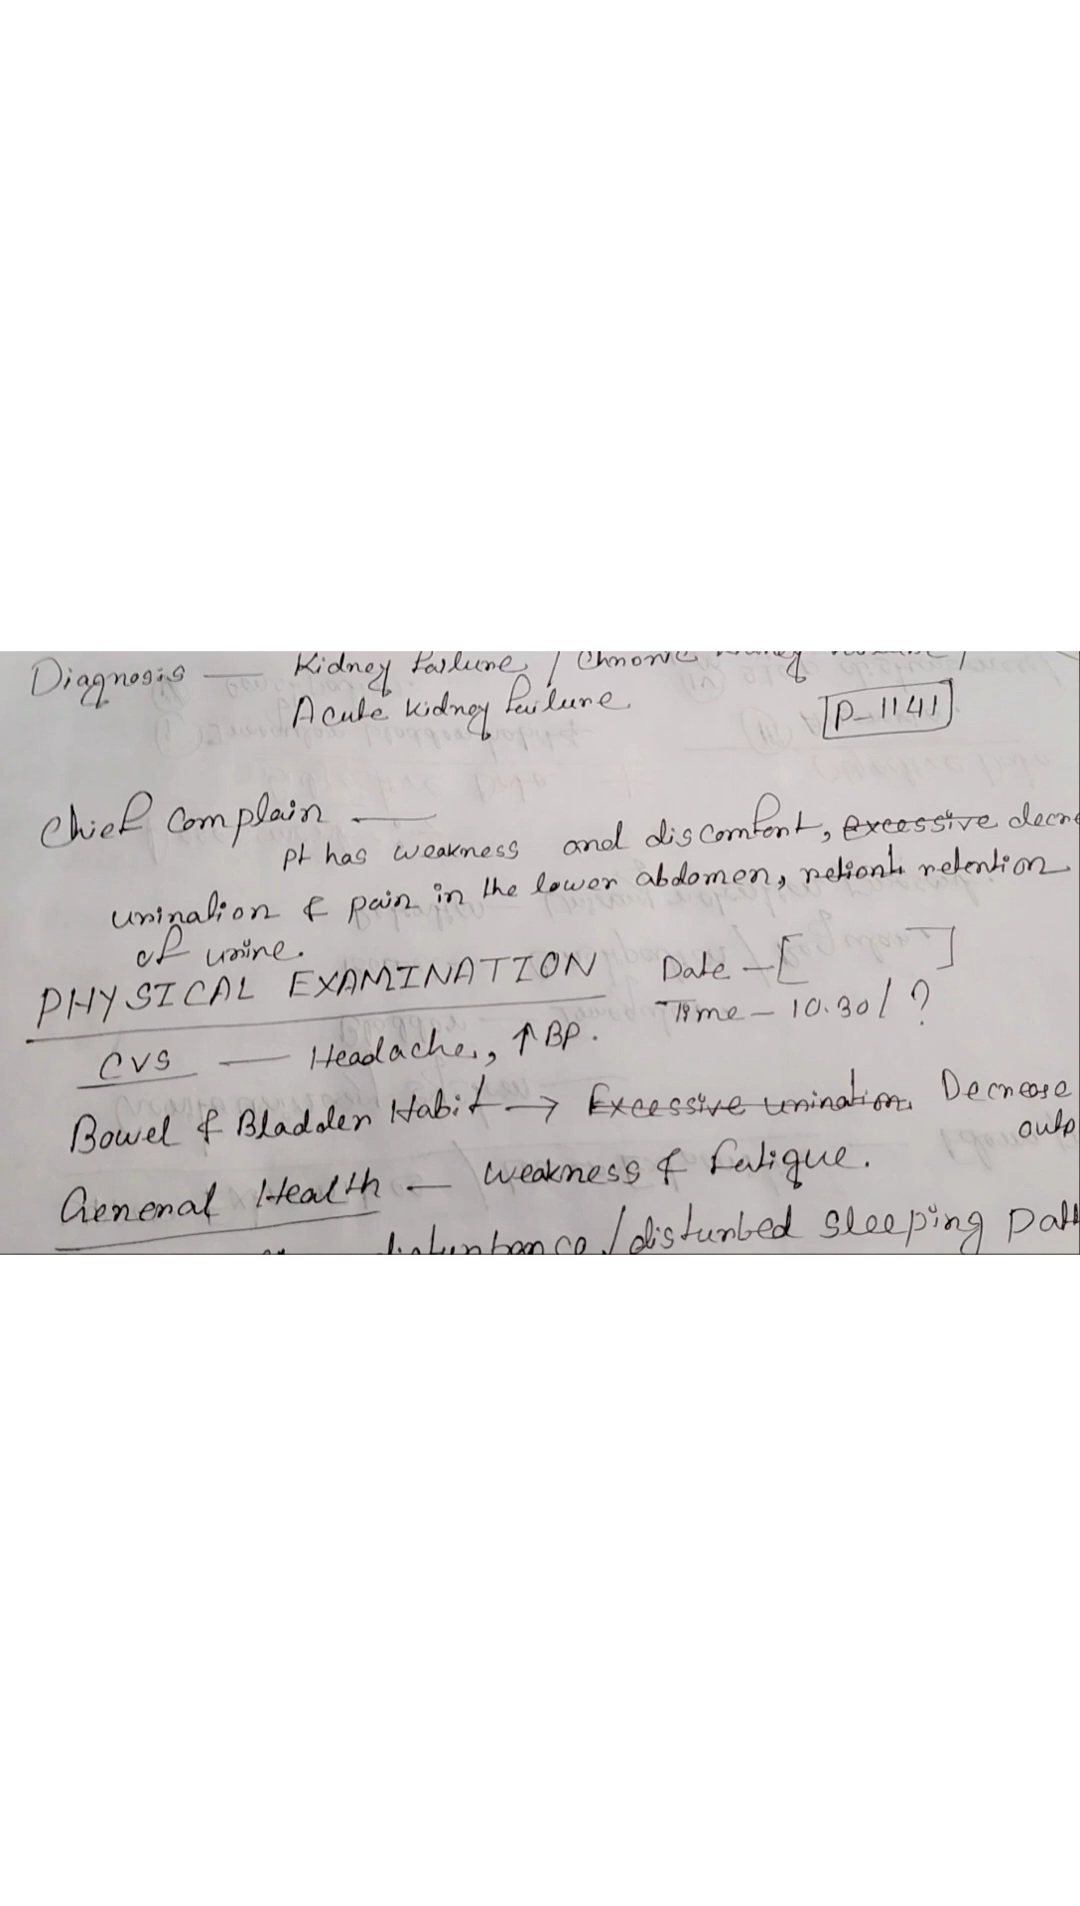 Diagnosis — Kidney Failure / Chronic Kidney
Acute Kidney failure
P-1141
Chief Complain —
pt has weakness and discomfort, excessive decre
urination & pain in the lower abdomen, retention
of urine.
PHYSICAL EXAMINATION Date - [ ]
Time - 10.30/ ?
CVS — Headache, ↑BP.
Bowel & Bladder Habit → Excessive urination. Decrease
outp
General Health — Weakness & Fatigue.
disturbance/disturbed sleeping patt